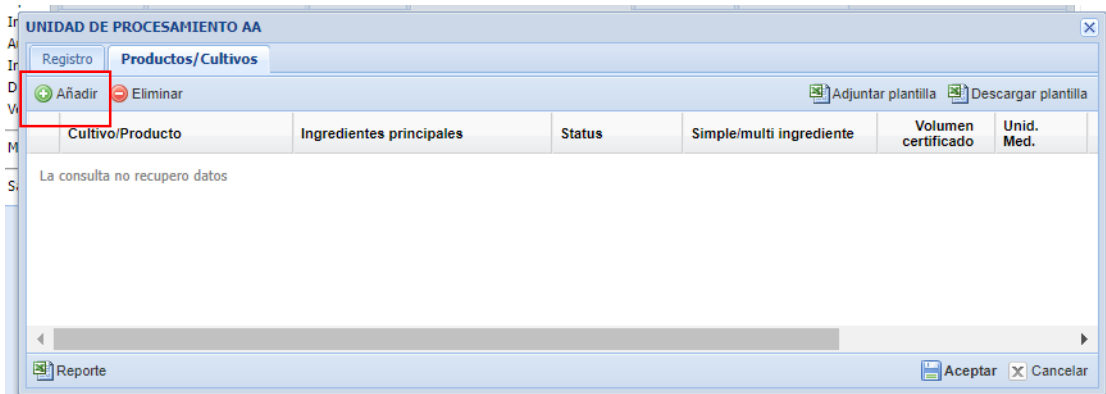 UNIDAD DE PROCESAMIENTO AA
Registro Productos/Cultivos
Añadir Eliminar Adjuntar plantilla Descargar plantilla
Cultivo/Producto Ingredientes principales Status Simple/multi ingrediente Volumen certificado Unid. Med.
La consulta no recupero datos
Reporte Aceptar Cancelar